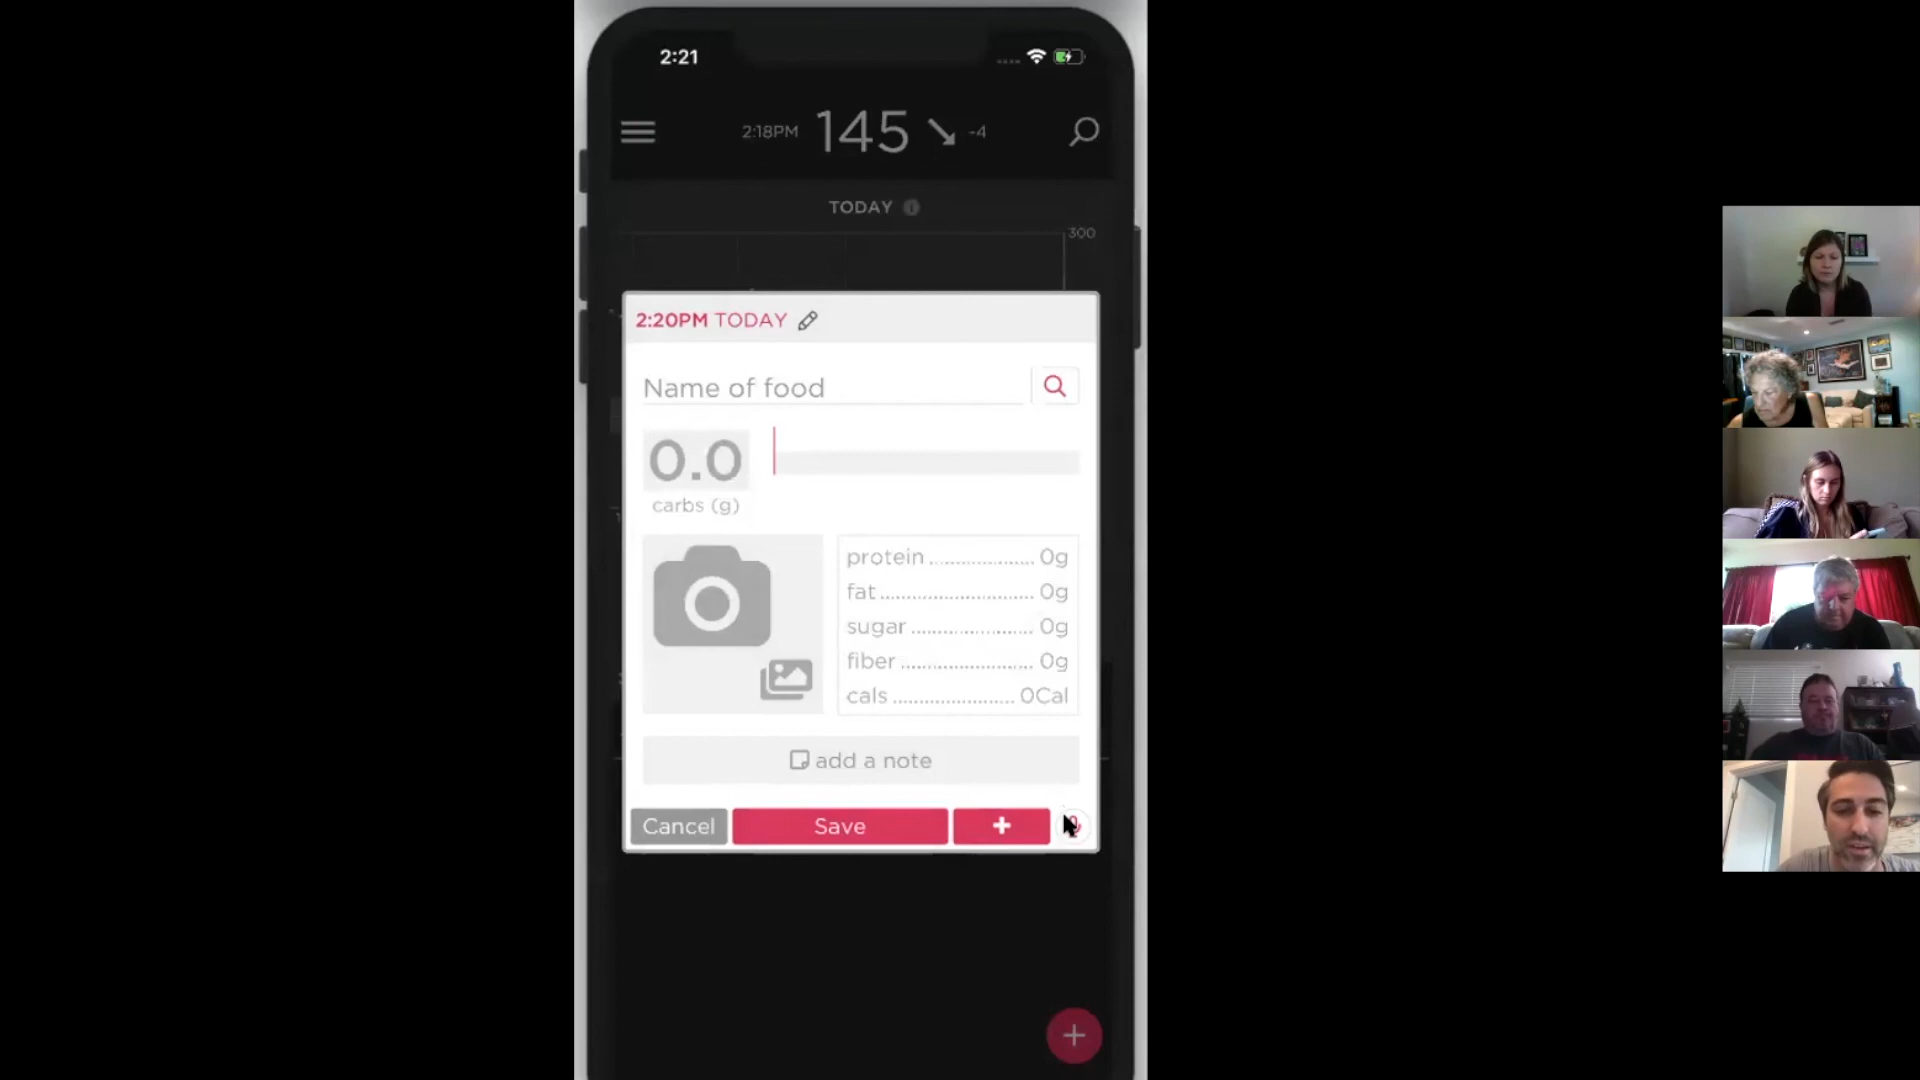 2:21
2:18PM 145 -4
TODAY
300
2:20PM TODAY
Name of food
0.0
carbs (g)
protein .................. 0g
fat .......................... 0g
sugar ..................... 0g
fiber ....................... 0g
cals ..................... 0Cal
add a note
Cancel Save +
+